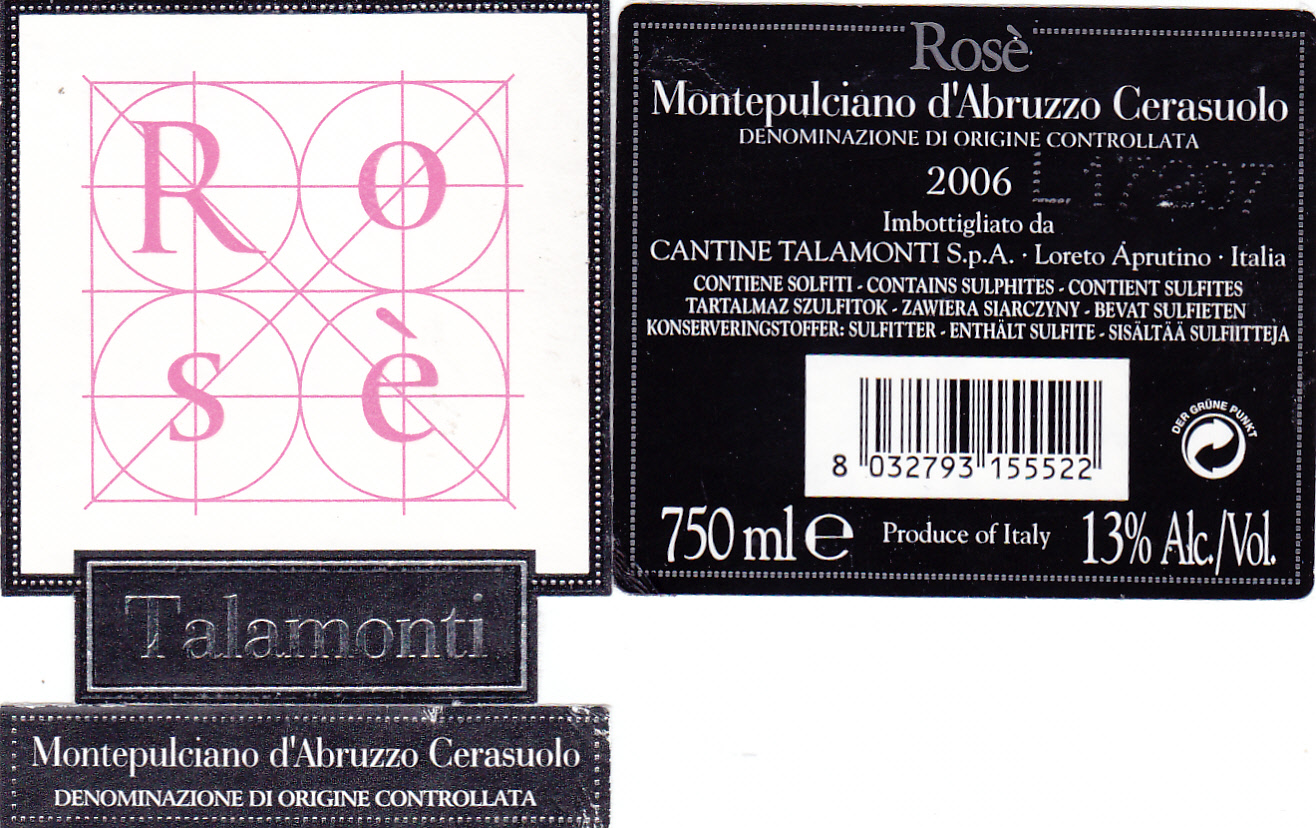 Ro
sè
Talamonti
Montepulciano d'Abruzzo Cerasuolo
DENOMINAZIONE DI ORIGINE CONTROLLATA
Rosè
Montepulciano d'Abruzzo Cerasuolo
DENOMINAZIONE DI ORIGINE CONTROLLATA
2006
Imbottigliato da
CANTINE TALAMONTI S.p.A. · Loreto Aprutino · Italia
CONTIENE SOLFITI - CONTAINS SULPHITES - CONTIENT SULFITES
TARTALMAZ SZULFITOK - ZAWIERA SIARCZYNY - BEVAT SULFIETEN
KONSERVERINGSTOFFER: SULFITTER - ENTHÄLT SULFITE - SISÄLTÄÄ SULFIITTEJA
8 032793 155522
DER GRÜNE PUNKT
750 ml e Produce of Italy 13% Alc./Vol.